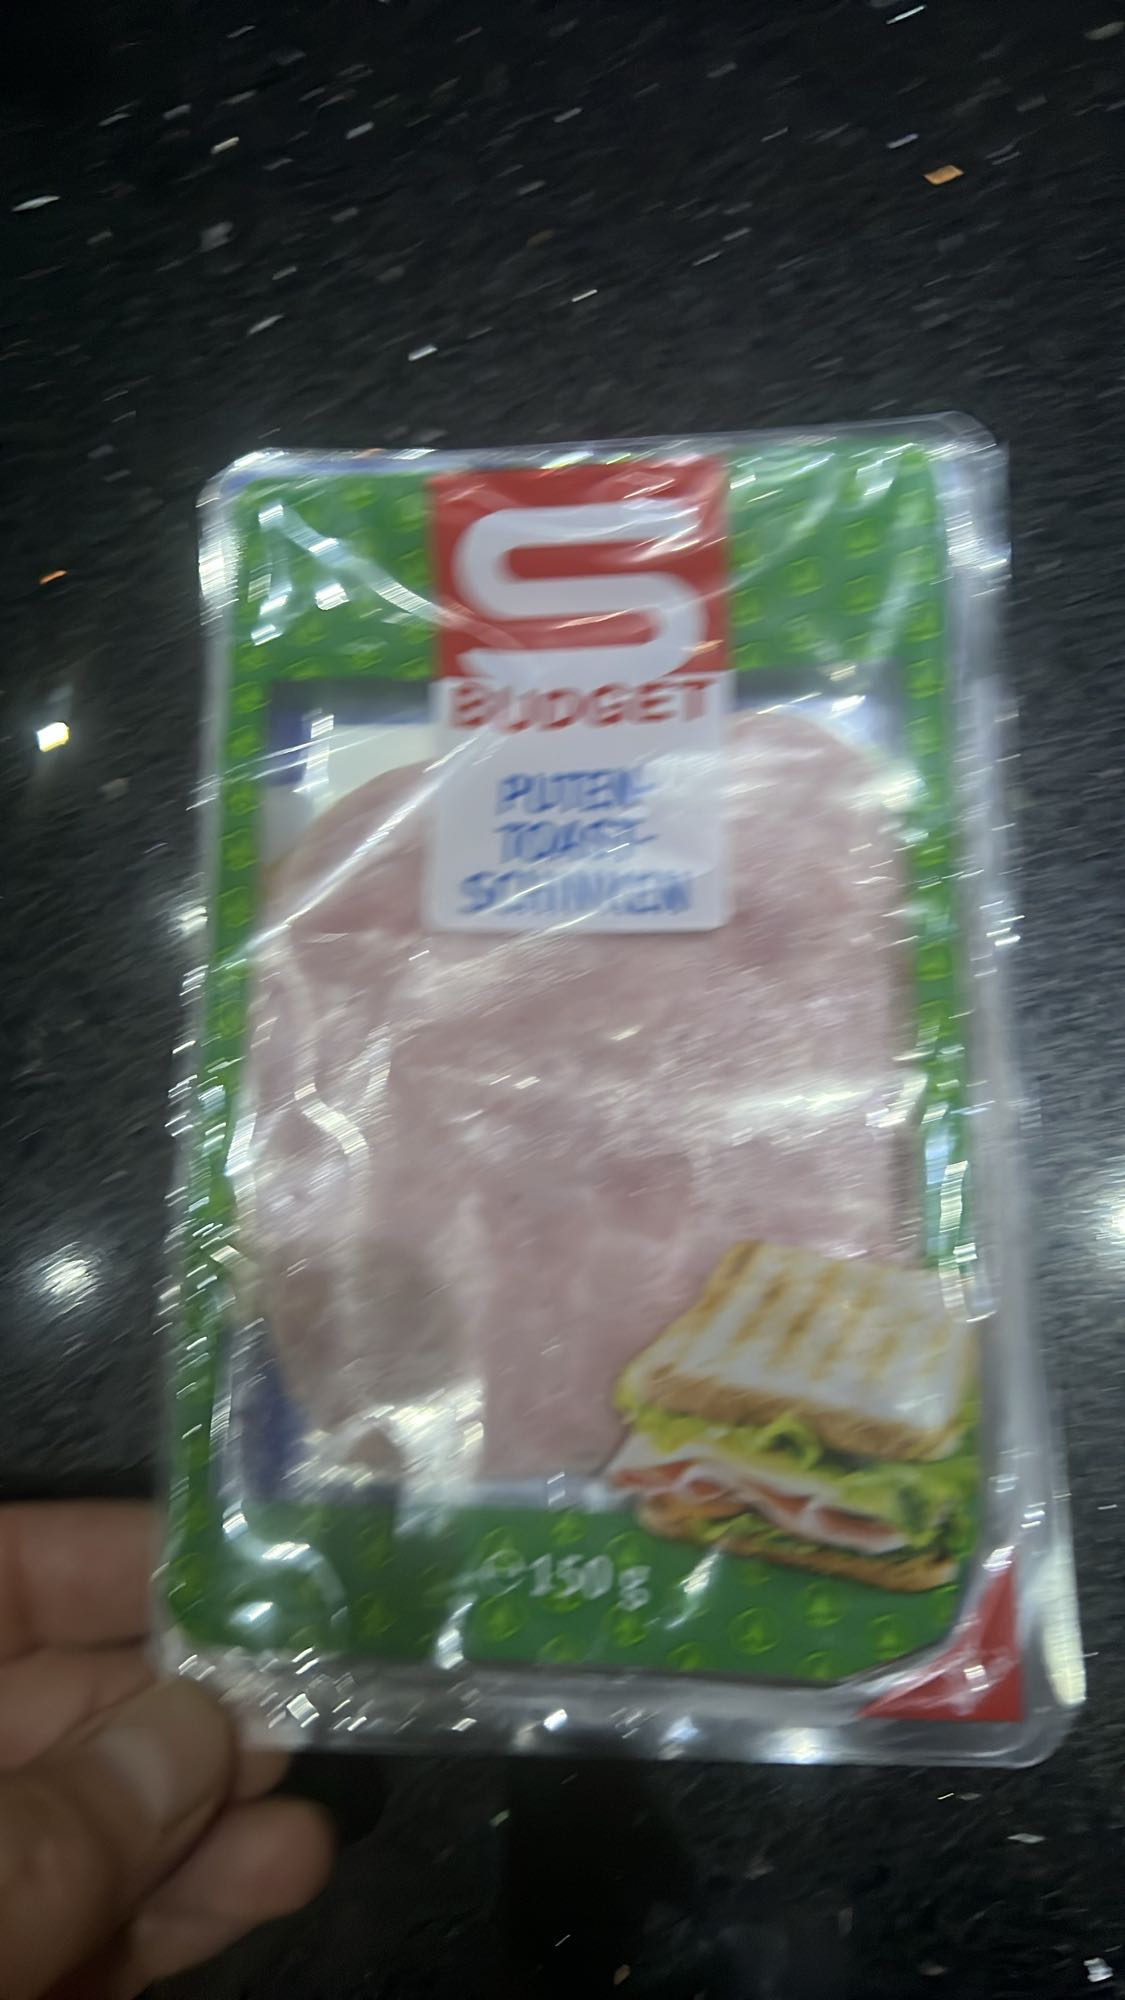 S
BUDGET
PUTEN-
TOAST-
SCHINKEN
℮ 150 g